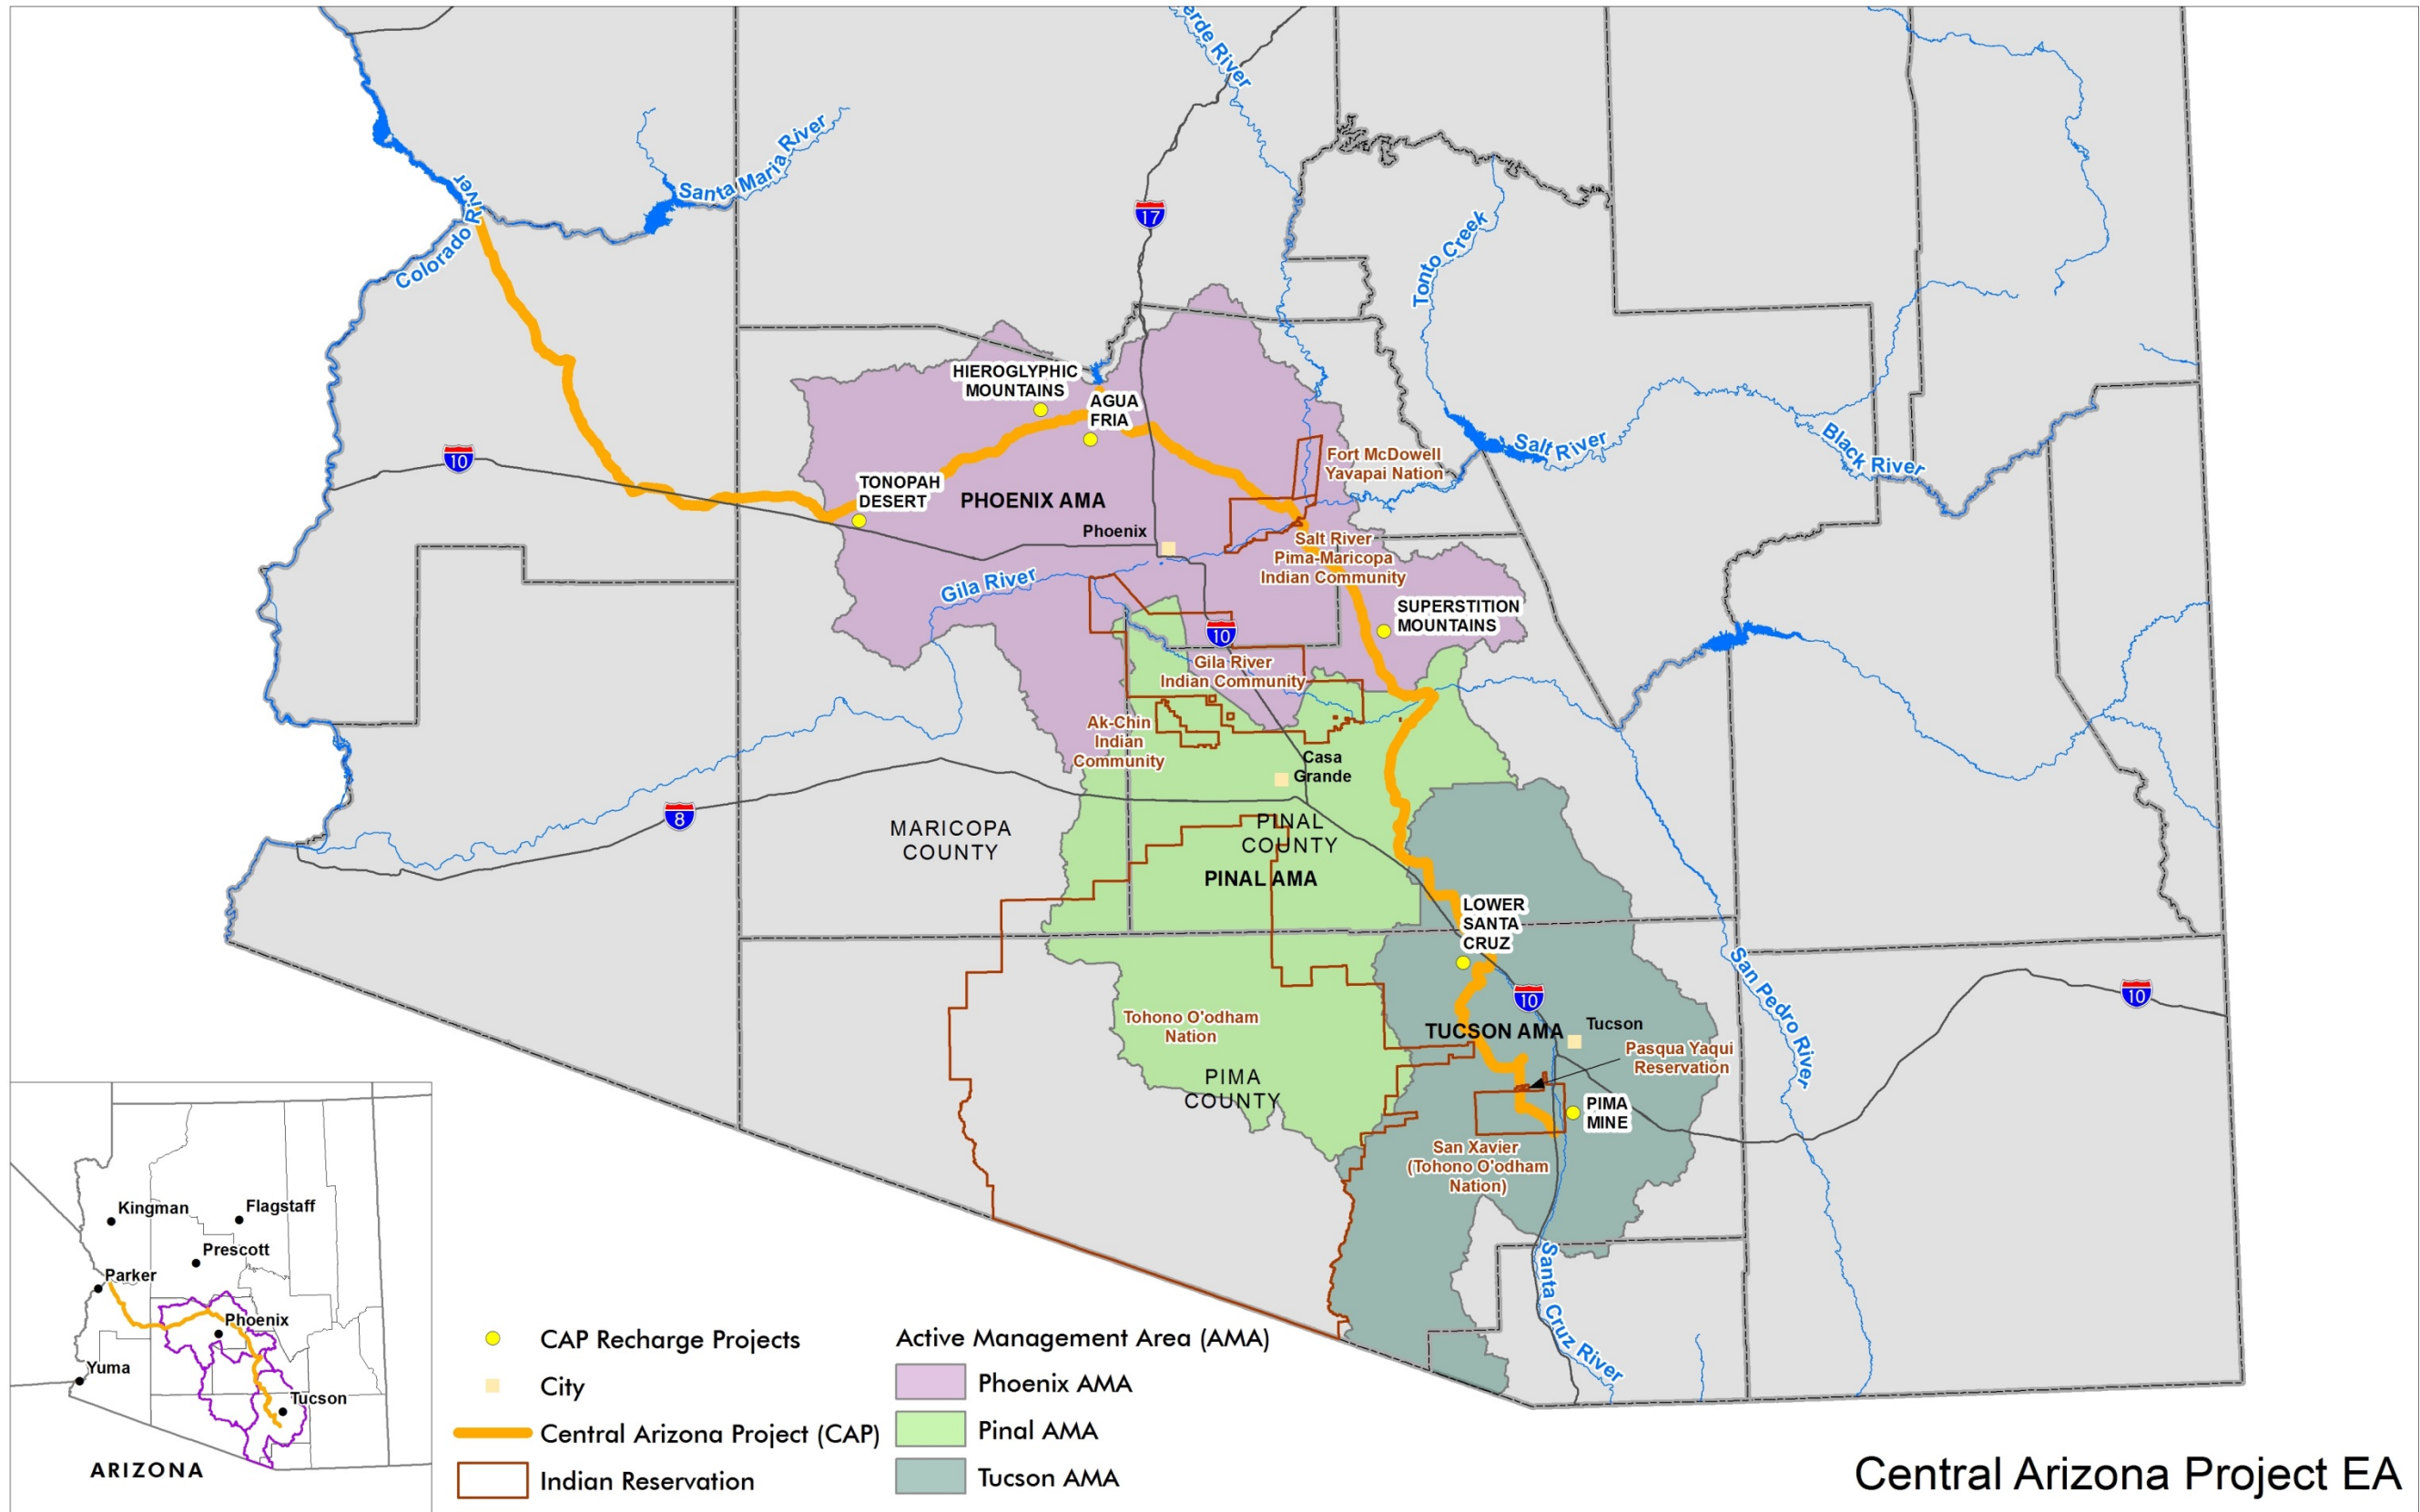 erde River
Santa Maria River
Colorado River
17
Tonto Creek
HIEROGLYPHIC
MOUNTAINS
AGUA
FRIA
Salt River
Black River
10
Fort McDowell
Yavapai Nation
TONOPAH
DESERT
PHOENIX AMA
Phoenix
Salt River
Pima-Maricopa
Indian Community
Gila River
SUPERSTITION
MOUNTAINS
10
Gila River
Indian Community
Ak-Chin
Indian
Community
Casa
Grande
8
MARICOPA
COUNTY
PINAL
COUNTY
PINAL AMA
LOWER
SANTA
CRUZ
San Pedro River
10
10
Tohono O'odham
Nation
TUCSON AMA
Tucson
Pasqua Yaqui
Reservation
PIMA
COUNTY
PIMA
MINE
San Xavier
(Tohono O'odham
Nation)
Santa Cruz River
Kingman
Flagstaff
Prescott
Parker
Phoenix
Yuma
Tucson
ARIZONA
CAP Recharge Projects
City
Central Arizona Project (CAP)
Indian Reservation
Active Management Area (AMA)
Phoenix AMA
Pinal AMA
Tucson AMA
Central Arizona Project EA